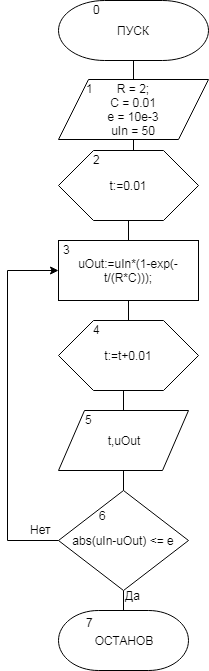 0
ПУСК
1
R = 2;
C = 0.01
e = 10e-3
uIn = 50
2
t:=0.01
3
uOut:=uIn*(1-exp(-
t/(R*C)));
4
t:=t+0.01
5
t,uOut
6
Нет
abs(uIn-uOut) <= e
Да
7
ОСТАНОВ